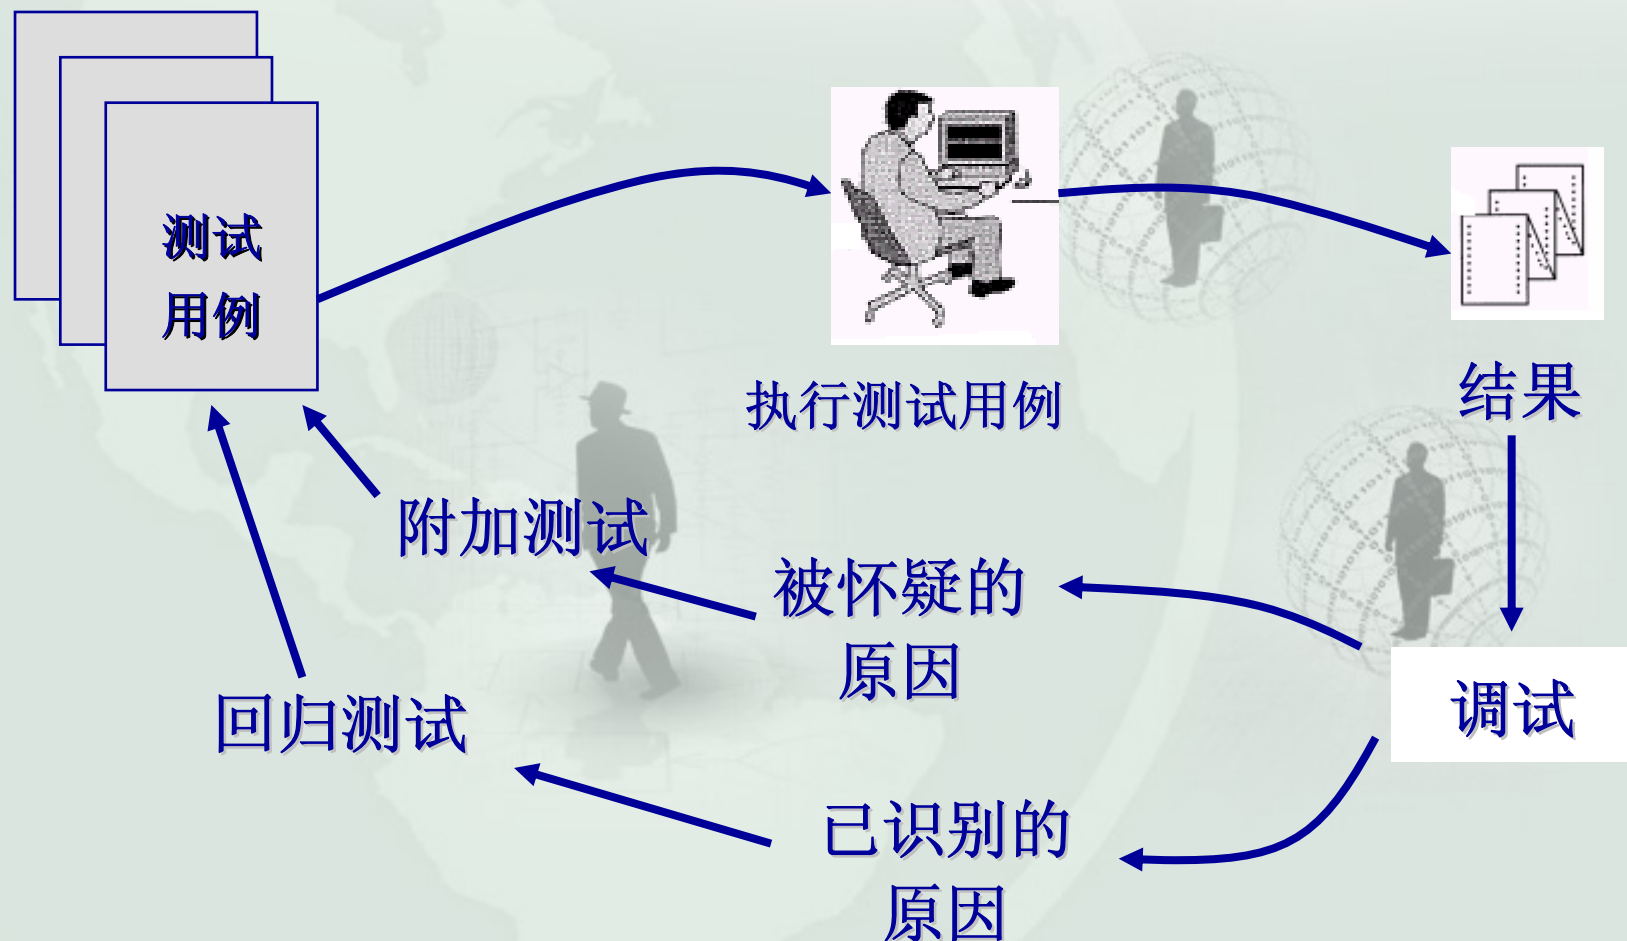 测试
用例
执行测试用例
结果
附加测试
被怀疑的
原因
回归测试
调试
已识别的
原因